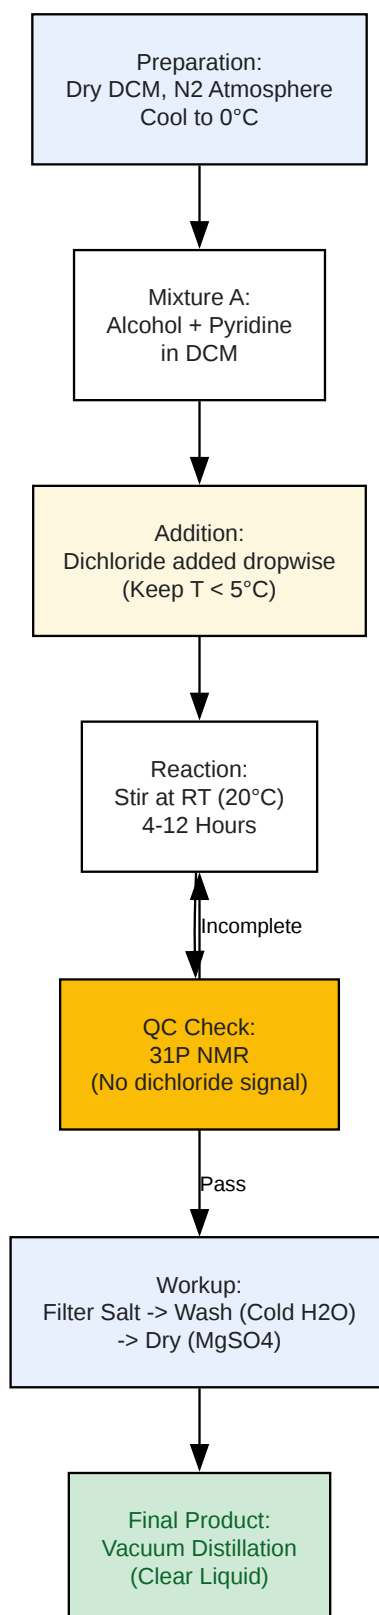 Preparation:
Dry DCM, N2 Atmosphere
Cool to 0°C
Mixture A:
Alcohol + Pyridine
in DCM
Addition:
Dichloride added dropwise
(Keep T < 5°C)
Reaction:
Stir at RT (20°C)
4-12 Hours
Incomplete
QC Check:
31P NMR
(No dichloride signal)
Pass
Workup:
Filter Salt -> Wash (Cold H2O)
-> Dry (MgSO4)
Final Product:
Vacuum Distillation
(Clear Liquid)